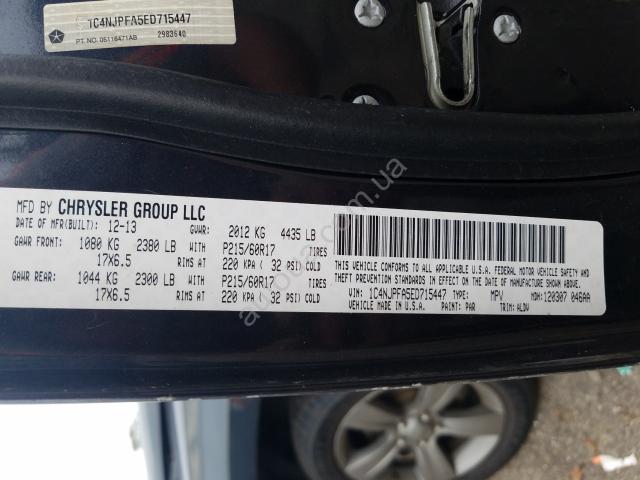 1C4NJPFA5ED715447
PT. NO. 05116471AB 2983640
MFD BY CHRYSLER GROUP LLC
DATE OF MFR(BUILT): 12-13 GVWR: 2012 KG 4435 LB
GAWR FRONT: 1080 KG 2380 LB WITH P215/60R17 TIRES
17X6.5 RIMS AT 220 KPA ( 32 PSI) COLD
GAWR REAR: 1044 KG 2300 LB WITH P215/60R17 TIRES
17X6.5 RIMS AT 220 KPA ( 32 PSI) COLD
THIS VEHICLE CONFORMS TO ALL APPLICABLE U.S.A. FEDERAL MOTOR VEHICLE SAFETY, BUMPER AND
THEFT PREVENTION STANDARDS IN EFFECT ON THE DATE OF MANUFACTURE SHOWN ABOVE.
VIN: 1C4NJPFA5ED715447 TYPE: MPV MDH: 120307 046AA
VEHICLE MADE IN U.S.A. PAINT: PAR TRIM: ALDV